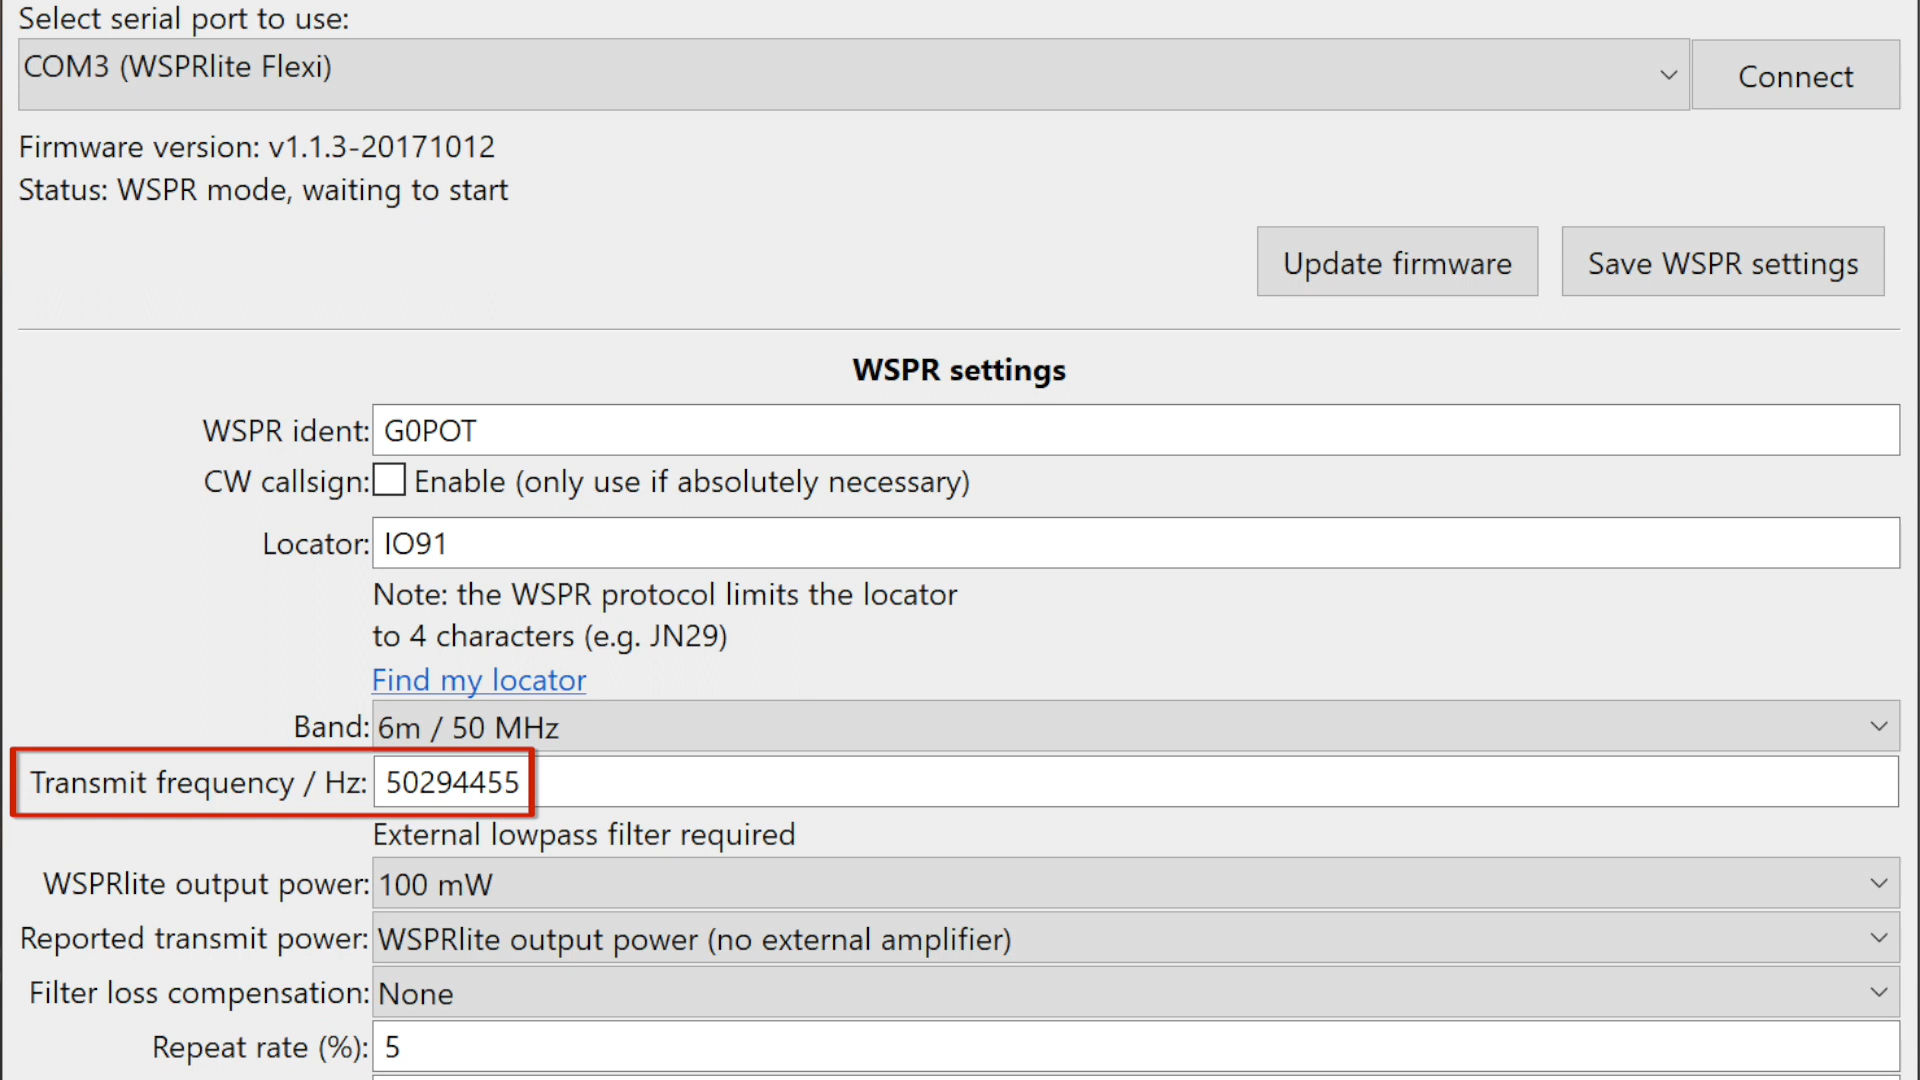 Select serial port to use:
COM3 (WSPRlite Flexi)
Connect
Firmware version: v1.1.3-20171012
Status: WSPR mode, waiting to start
Update firmware
Save WSPR settings
WSPR settings
WSPR ident: G0POT
CW callsign: Enable (only use if absolutely necessary)
Locator: IO91
Note: the WSPR protocol limits the locator
to 4 characters (e.g. JN29)
Find my locator
Band: 6m / 50 MHz
Transmit frequency / Hz: 50294455
External lowpass filter required
WSPRlite output power: 100 mW
Reported transmit power: WSPRlite output power (no external amplifier)
Filter loss compensation: None
Repeat rate (%): 5